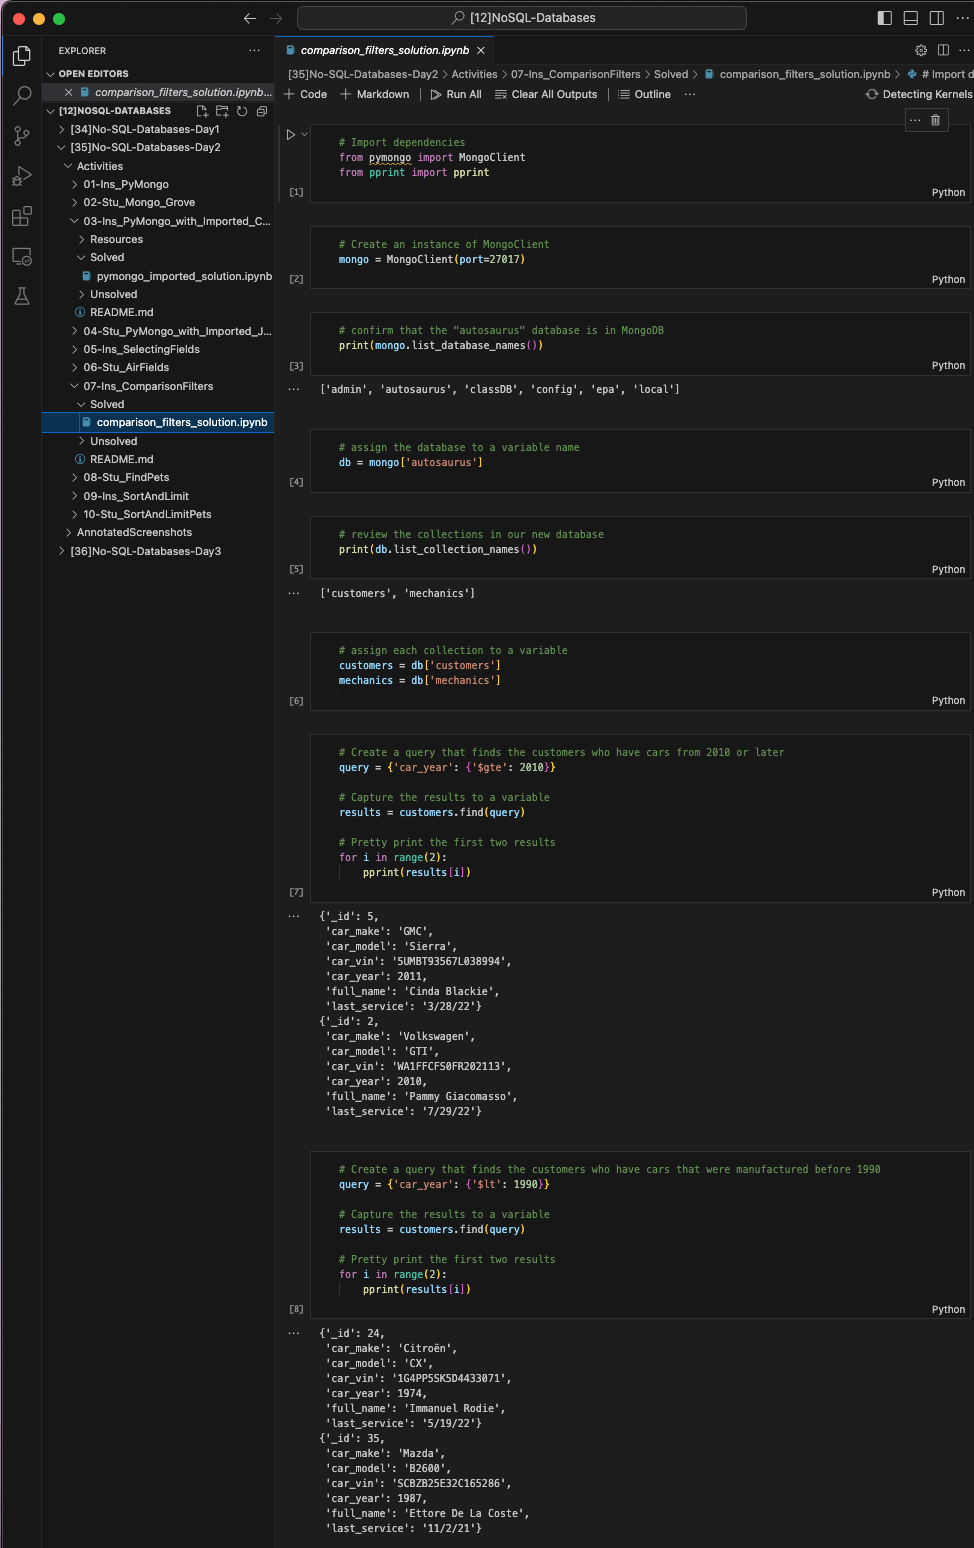 [12]NoSQL-Databases
EXPLORER
OPEN EDITORS
comparison_filters_solution.ipynb...
[12]NOSQL-DATABASES
[34]No-SQL-Databases-Day1
[35]No-SQL-Databases-Day2
Activities
01-Ins_PyMongo
02-Stu_Mongo_Grove
03-Ins_PyMongo_with_Imported_C...
Resources
Solved
pymongo_imported_solution.ipynb
Unsolved
README.md
04-Stu_PyMongo_with_Imported_J...
05-Ins_SelectingFields
06-Stu_AirFields
07-Ins_ComparisonFilters
Solved
comparison_filters_solution.ipynb
Unsolved
README.md
08-Stu_FindPets
09-Ins_SortAndLimit
10-Stu_SortAndLimitPets
AnnotatedScreenshots
[36]No-SQL-Databases-Day3
comparison_filters_solution.ipynb
[35]No-SQL-Databases-Day2 > Activities > 07-Ins_ComparisonFilters > Solved > comparison_filters_solution.ipynb > # Import d
+ Code + Markdown Run All Clear All Outputs Outline ... Detecting Kernels
# Import dependencies
from pymongo import MongoClient
from pprint import pprint
[1] Python
# Create an instance of MongoClient
mongo = MongoClient(port=27017)
[2] Python
# confirm that the "autosaurus" database is in MongoDB
print(mongo.list_database_names())
[3] Python
['admin', 'autosaurus', 'classDB', 'config', 'epa', 'local']
# assign the database to a variable name
db = mongo['autosaurus']
[4] Python
# review the collections in our new database
print(db.list_collection_names())
[5] Python
['customers', 'mechanics']
# assign each collection to a variable
customers = db['customers']
mechanics = db['mechanics']
[6] Python
# Create a query that finds the customers who have cars from 2010 or later
query = {'car_year': {'$gte': 2010}}
# Capture the results to a variable
results = customers.find(query)
# Pretty print the first two results
for i in range(2):
pprint(results[i])
[7] Python
{'_id': 5,
'car_make': 'GMC',
'car_model': 'Sierra',
'car_vin': '5UMBT93567L038994',
'car_year': 2011,
'full_name': 'Cinda Blackie',
'last_service': '3/28/22'}
{'_id': 2,
'car_make': 'Volkswagen',
'car_model': 'GTI',
'car_vin': 'WA1FFCFS0FR202113',
'car_year': 2010,
'full_name': 'Pammy Giacomasso',
'last_service': '7/29/22'}
# Create a query that finds the customers who have cars that were manufactured before 1990
query = {'car_year': {'$lt': 1990}}
# Capture the results to a variable
results = customers.find(query)
# Pretty print the first two results
for i in range(2):
pprint(results[i])
[8] Python
{'_id': 24,
'car_make': 'Citroën',
'car_model': 'CX',
'car_vin': '1G4PP5SK5D4433071',
'car_year': 1974,
'full_name': 'Immanuel Rodie',
'last_service': '5/19/22'}
{'_id': 35,
'car_make': 'Mazda',
'car_model': 'B2600',
'car_vin': 'SCBZB25E32C165286',
'car_year': 1987,
'full_name': 'Ettore De La Coste',
'last_service': '11/2/21'}